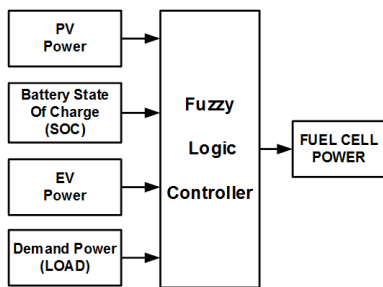 PV
Power
Battery State
Of Charge
(SOC)
EV
Power
Demand Power
(LOAD)
Fuzzy
Logic
Controller
FUEL CELL
POWER